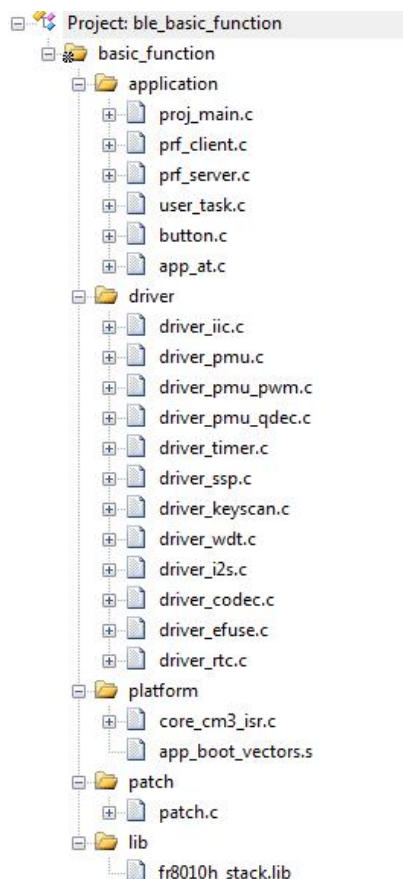 Project: ble_basic_function
basic_function
application
proj_main.c
prf_client.c
prf_server.c
user_task.c
button.c
app_at.c
driver
driver_iic.c
driver_pmu.c
driver_pmu_pwm.c
driver_pmu_qdec.c
driver_timer.c
driver_ssp.c
driver_keyscan.c
driver_wdt.c
driver_i2s.c
driver_codec.c
driver_efuse.c
driver_rtc.c
platform
core_cm3_isr.c
app_boot_vectors.s
patch
patch.c
lib
fr8010h_stack.lib